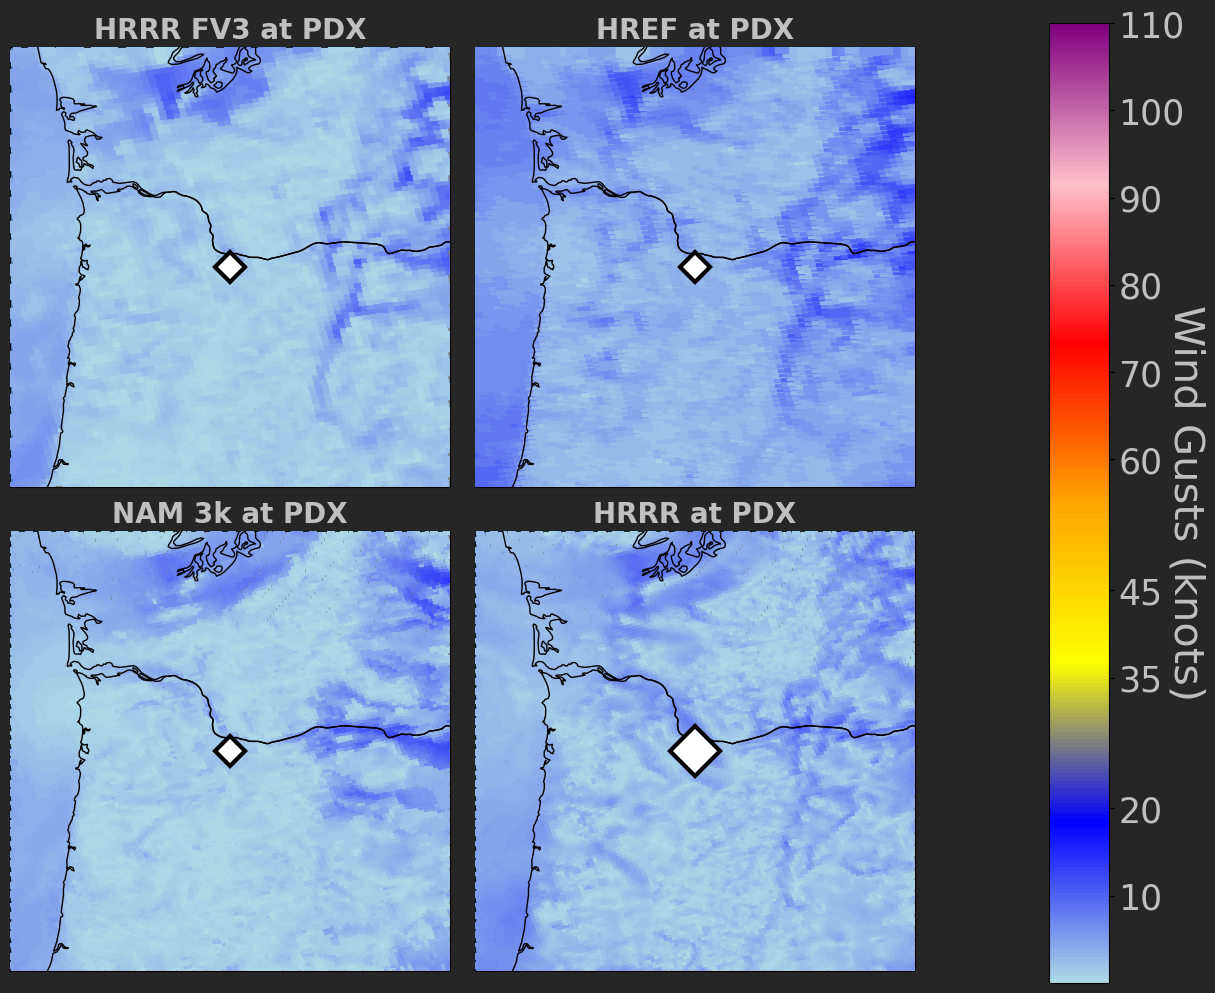 HRRR FV3 at PDX
HREF at PDX
NAM 3k at PDX
HRRR at PDX
110
100
90
80
70
60
45
35
20
10
Wind Gusts (knots)